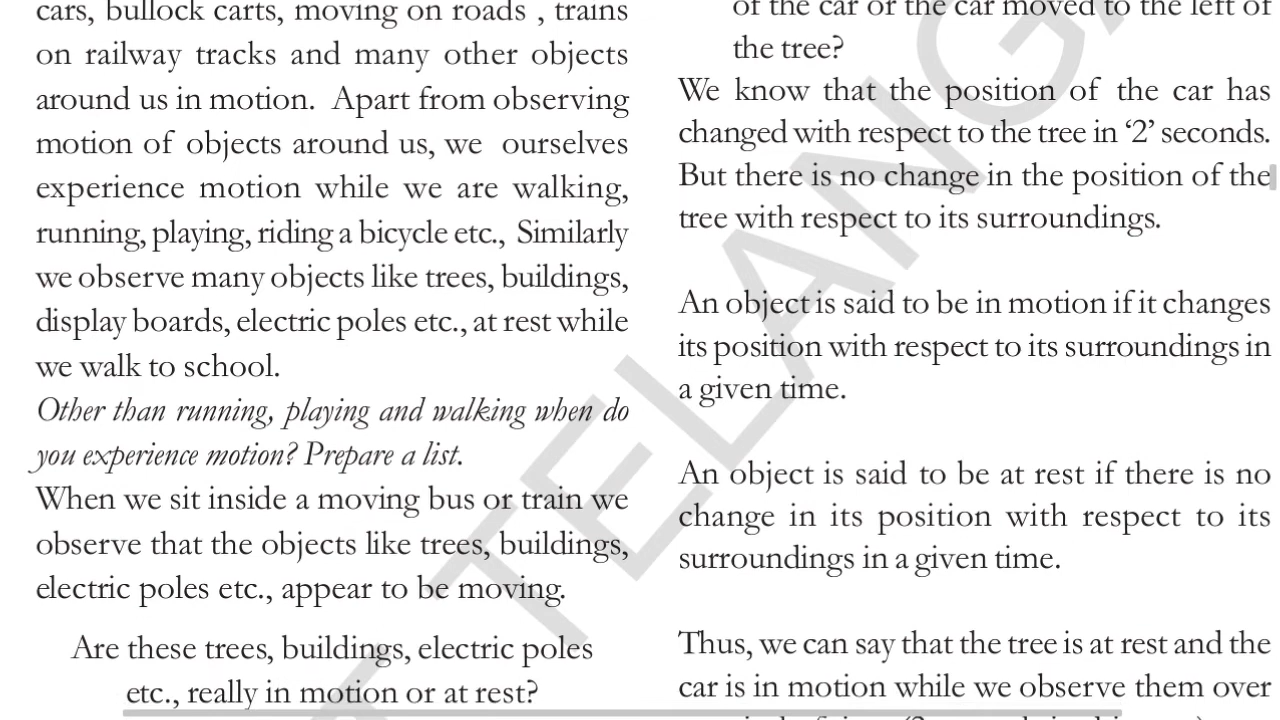 cars, bullock carts, moving on roads , trains
on railway tracks and many other objects
around us in motion. Apart from observing
motion of objects around us, we ourselves
experience motion while we are walking,
running, playing, riding a bicycle etc., Similarly
we observe many objects like trees, buildings,
display boards, electric poles etc., at rest while
we walk to school.
Other than running, playing and walking when do
you experience motion? Prepare a list.
When we sit inside a moving bus or train we
observe that the objects like trees, buildings,
electric poles etc., appear to be moving.
Are these trees, buildings, electric poles
etc., really in motion or at rest?
of the car or the car moved to the left of
the tree?
We know that the position of the car has
changed with respect to the tree in ‘2’ seconds.
But there is no change in the position of the
tree with respect to its surroundings.
An object is said to be in motion if it changes
its position with respect to its surroundings in
a given time.
An object is said to be at rest if there is no
change in its position with respect to its
surroundings in a given time.
Thus, we can say that the tree is at rest and the
car is in motion while we observe them over
TELANGA